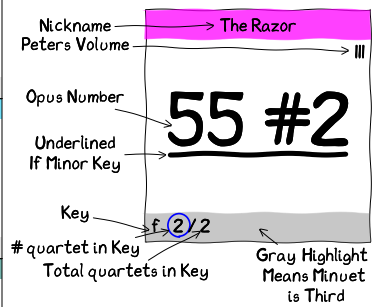 Nickname
The Razor
Peters Volume
III
Opus Number
55 #2
Underlined
If Minor Key
Key
f 2/2
# quartet in Key
Total quartets in Key
Gray Highlight
Means Minuet
is Third